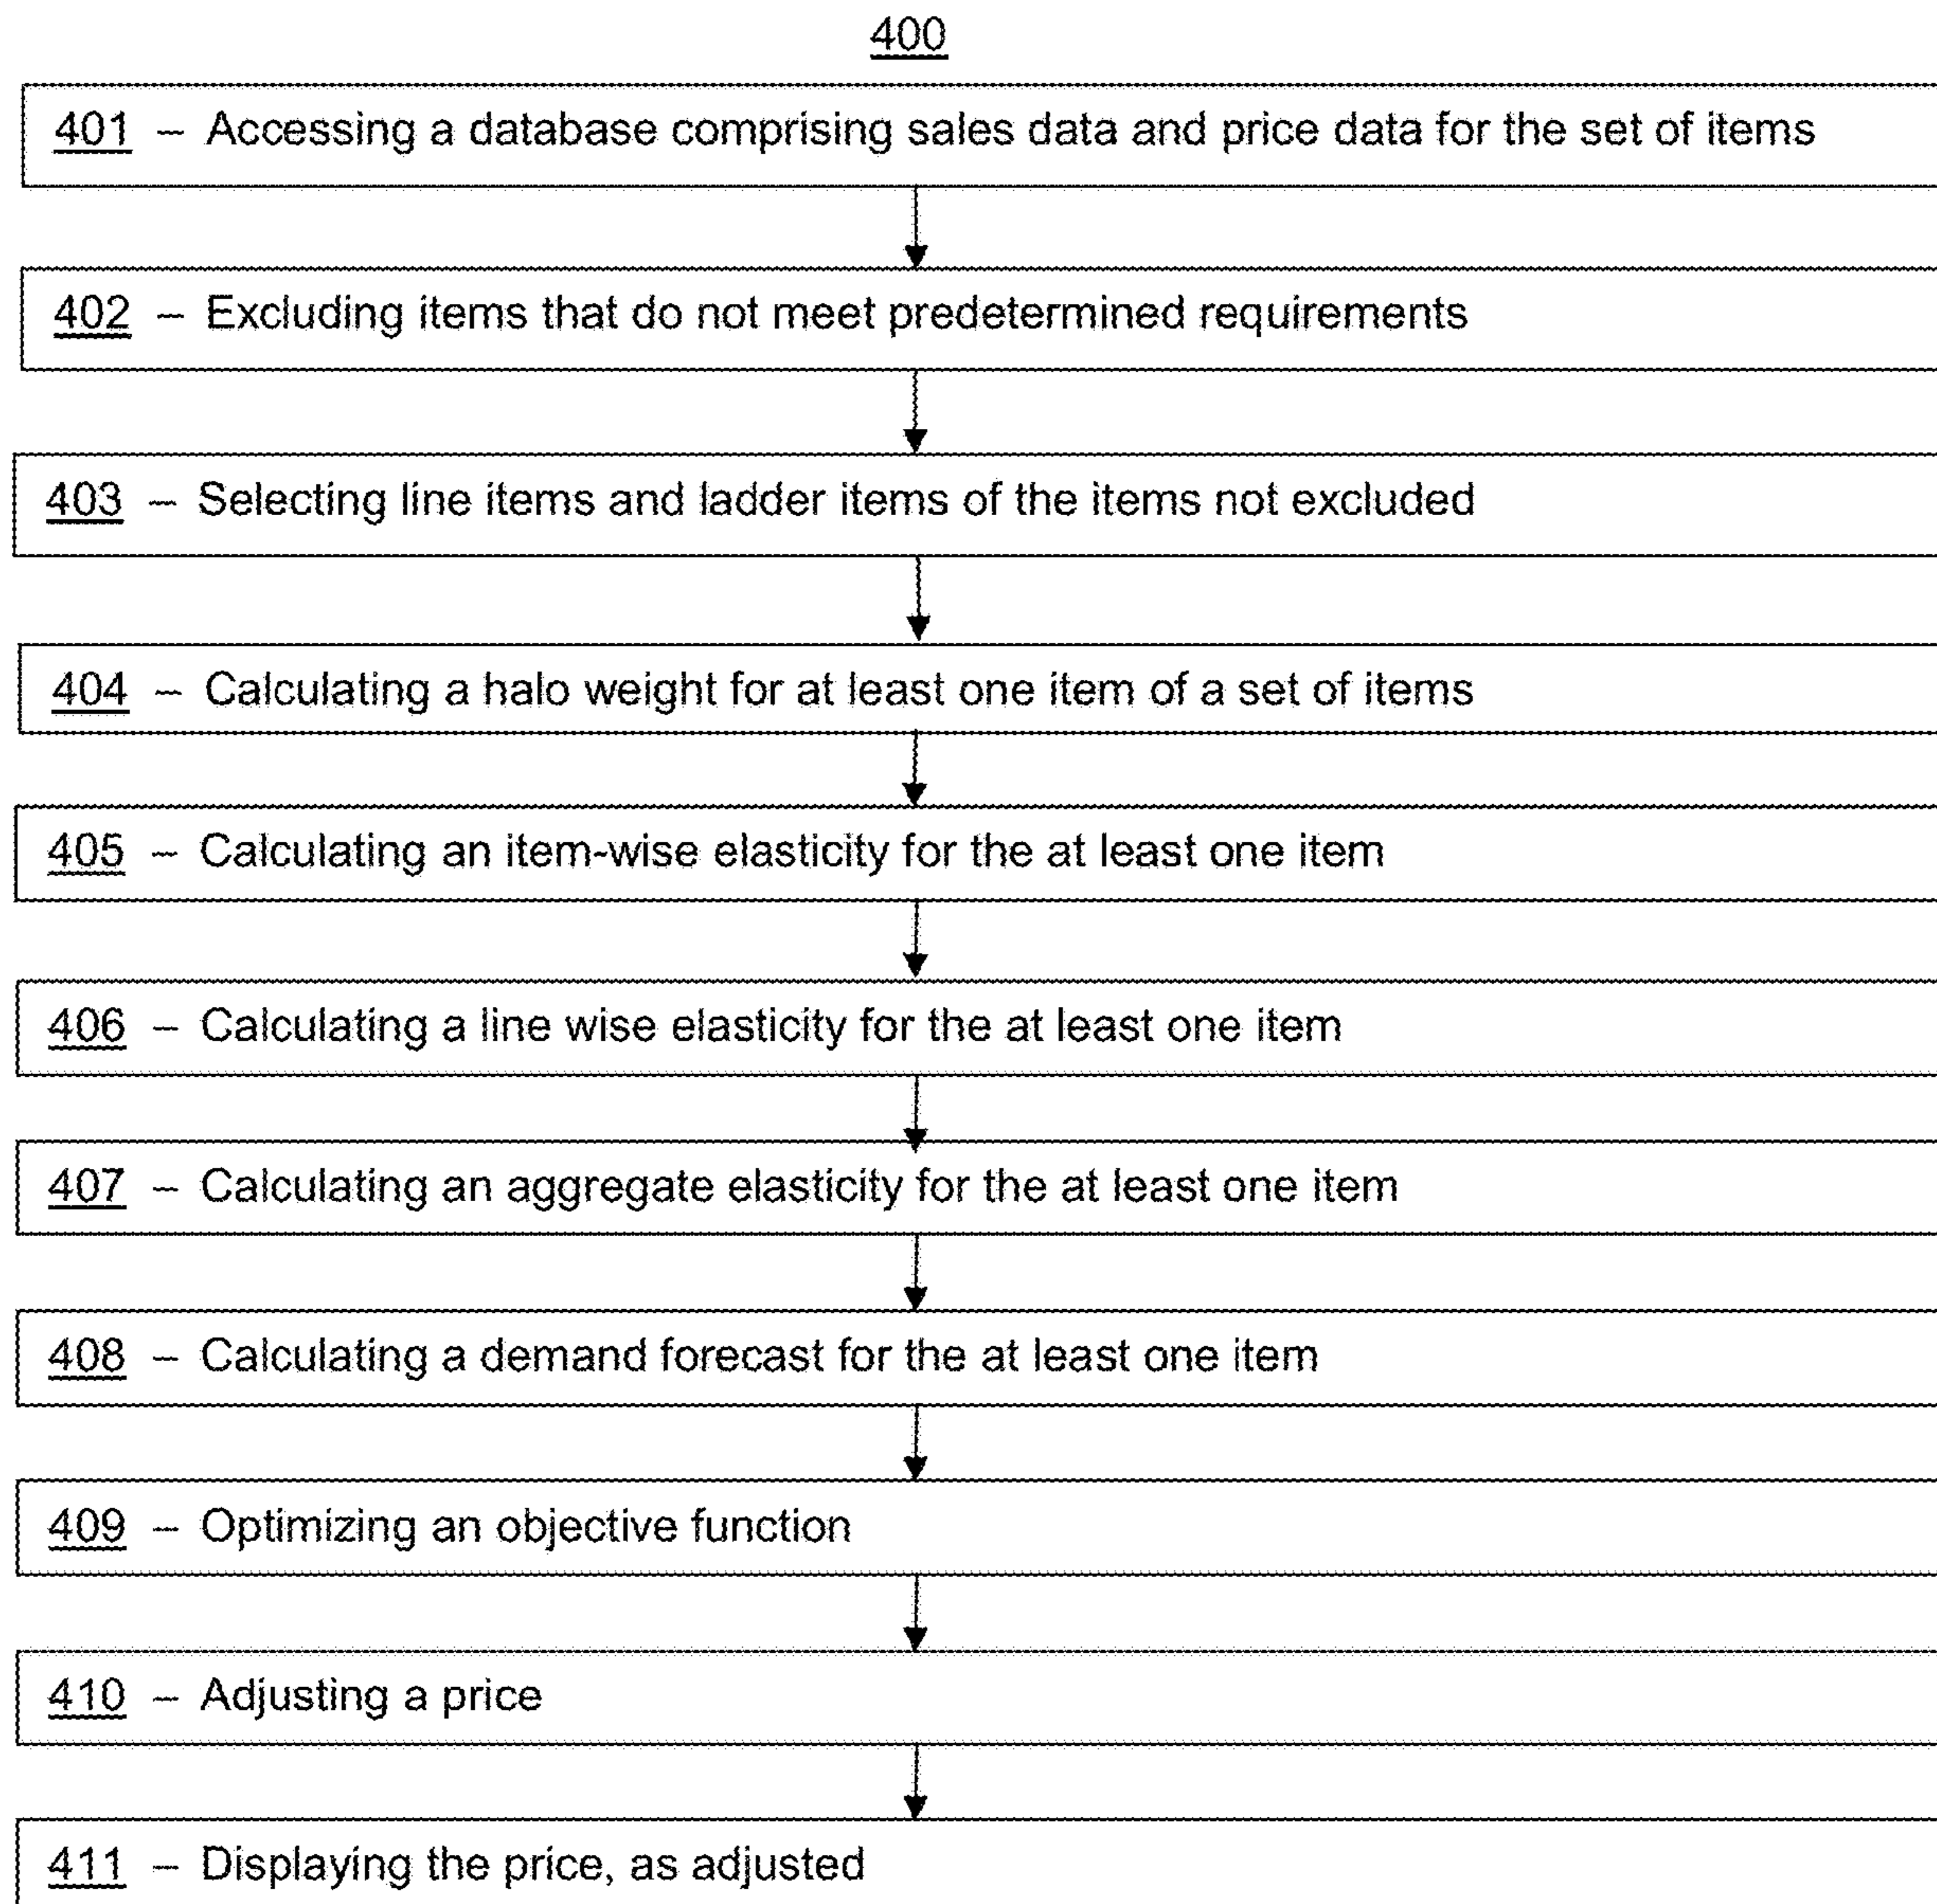 400
401 – Accessing a database comprising sales data and price data for the set of items
402 – Excluding items that do not meet predetermined requirements
403 – Selecting line items and ladder items of the items not excluded
404 – Calculating a halo weight for at least one item of a set of items
405 – Calculating an item-wise elasticity for the at least one item
406 – Calculating a line wise elasticity for the at least one item
407 – Calculating an aggregate elasticity for the at least one item
408 – Calculating a demand forecast for the at least one item
409 – Optimizing an objective function
410 – Adjusting a price
411 – Displaying the price, as adjusted